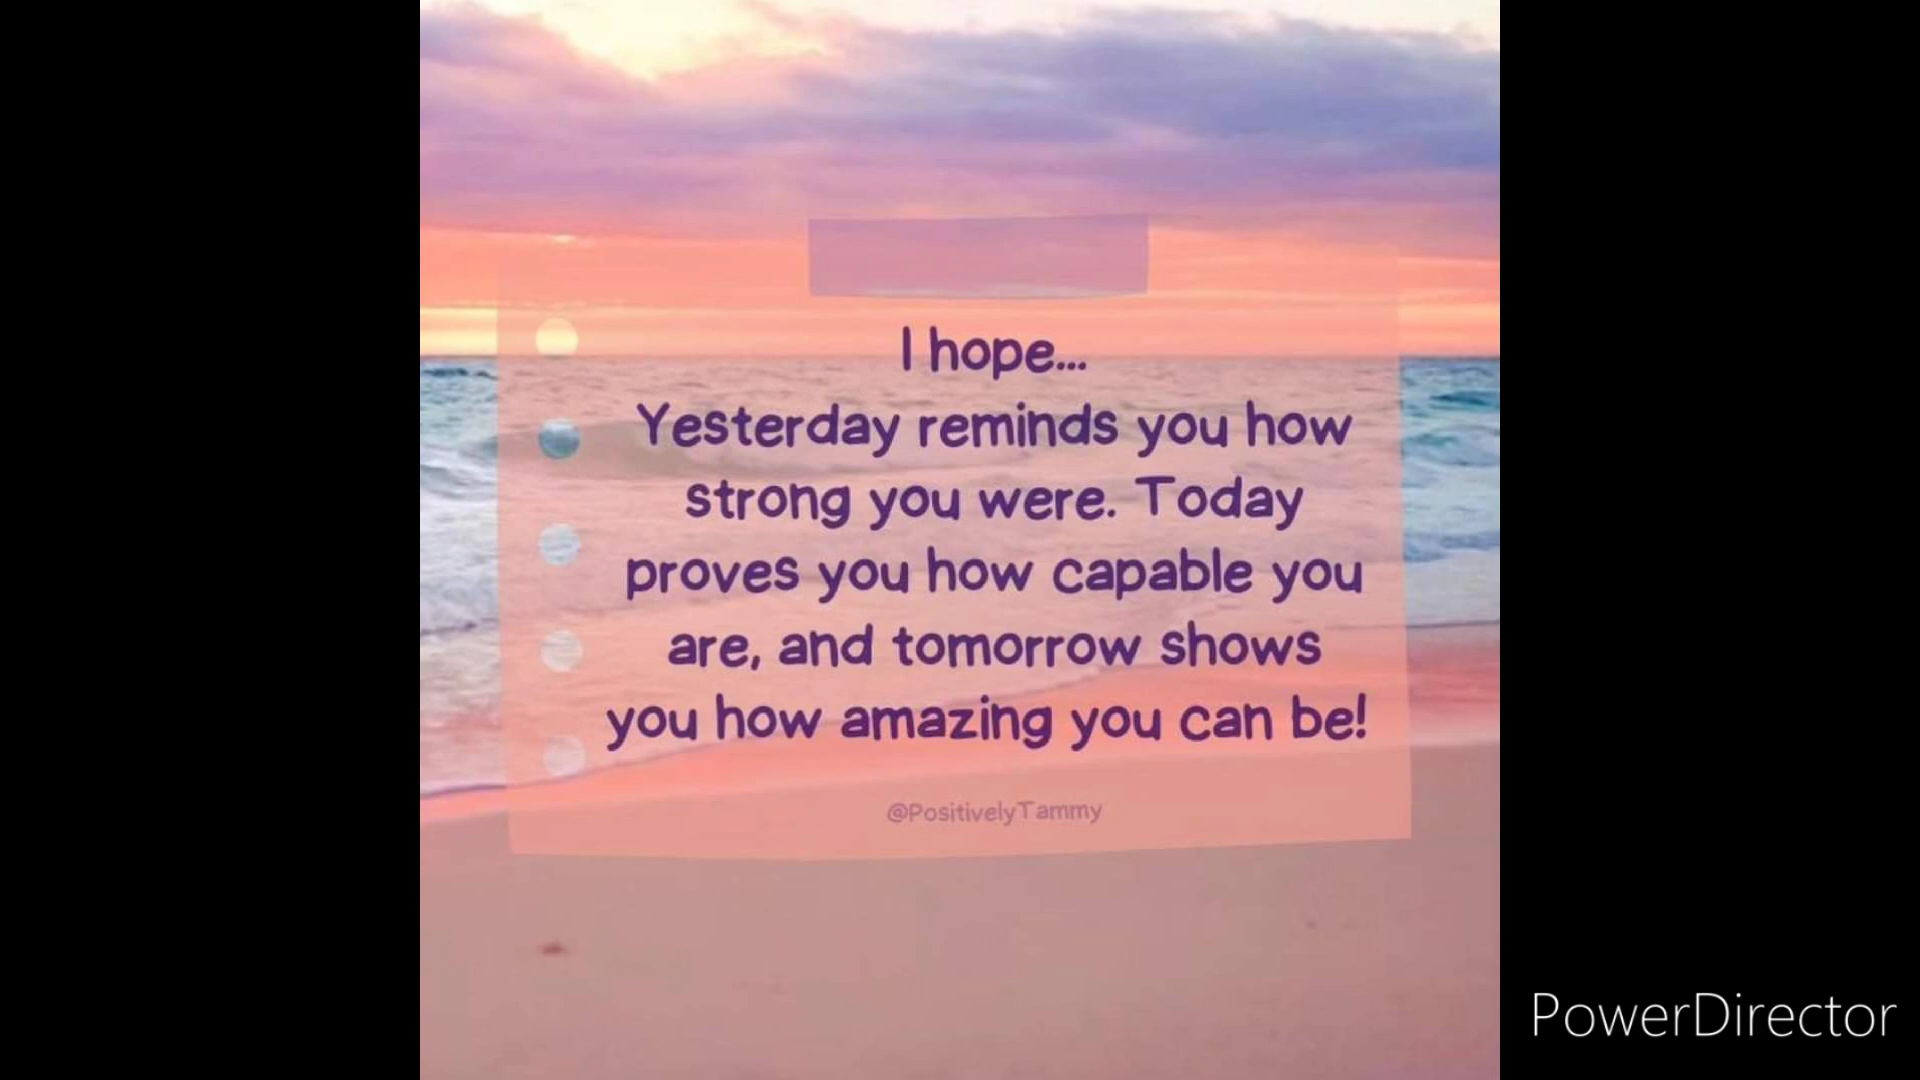 I hope...
Yesterday reminds you how
strong you were. Today
proves you how capable you
are, and tomorrow shows
you how amazing you can be!
@PositivelyTammy
PowerDirector